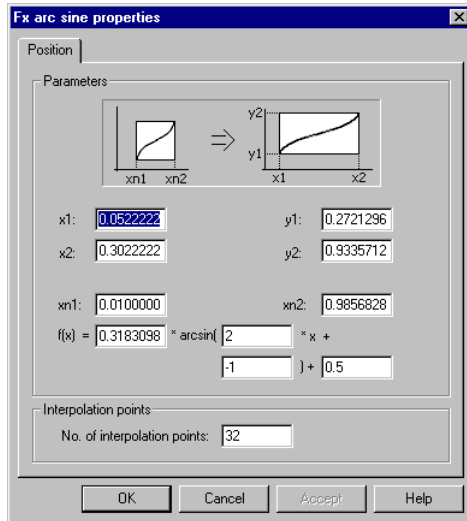 Fx arc sine properties
Position
Parameters
y2
y1
xn1 xn2 x1 x2
x1: 0.0522222 y1: 0.2721296
x2: 0.3022222 y2: 0.9335712
xn1: 0.0100000 xn2: 0.9856828
f(x) = 0.3183098 * arcsin( 2 * x +
-1 ) + 0.5
Interpolation points
No. of interpolation points: 32
OK Cancel Accept Help